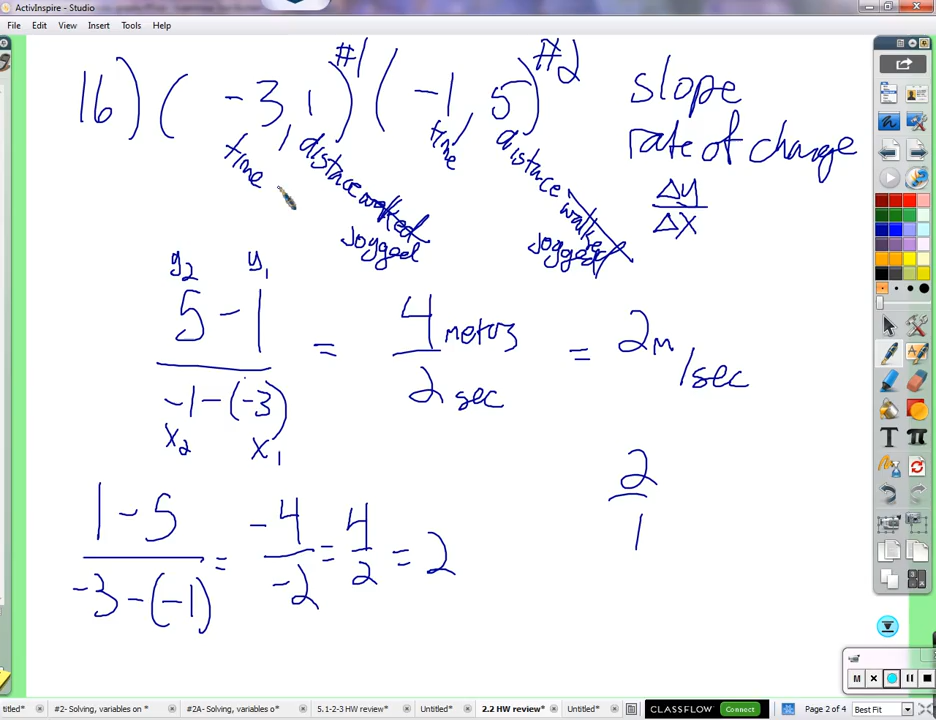 ActivInspire - Studio
File Edit View Insert Tools Help
16) (-3, 1) #1 (-1, 5) #2
slope
rate of change
time distance walked
jogged
time distance walked
jogged
Δy
ΔX
y2 y1
5 - 1
-1 - (-3)
x2 x1
=
4 meters
2 sec
= 2m/sec
2
1
1 - 5
-3 - (-1)
=
-4
-2
=
4
2
= 2
titled* #2- Solving, variables on * #2A- Solving, variables o* 5.1-2-3 HW review* Untitled* 2.2 HW review* Untitled* CLASSFLOW Connect Page 2 of 4 Best Fit